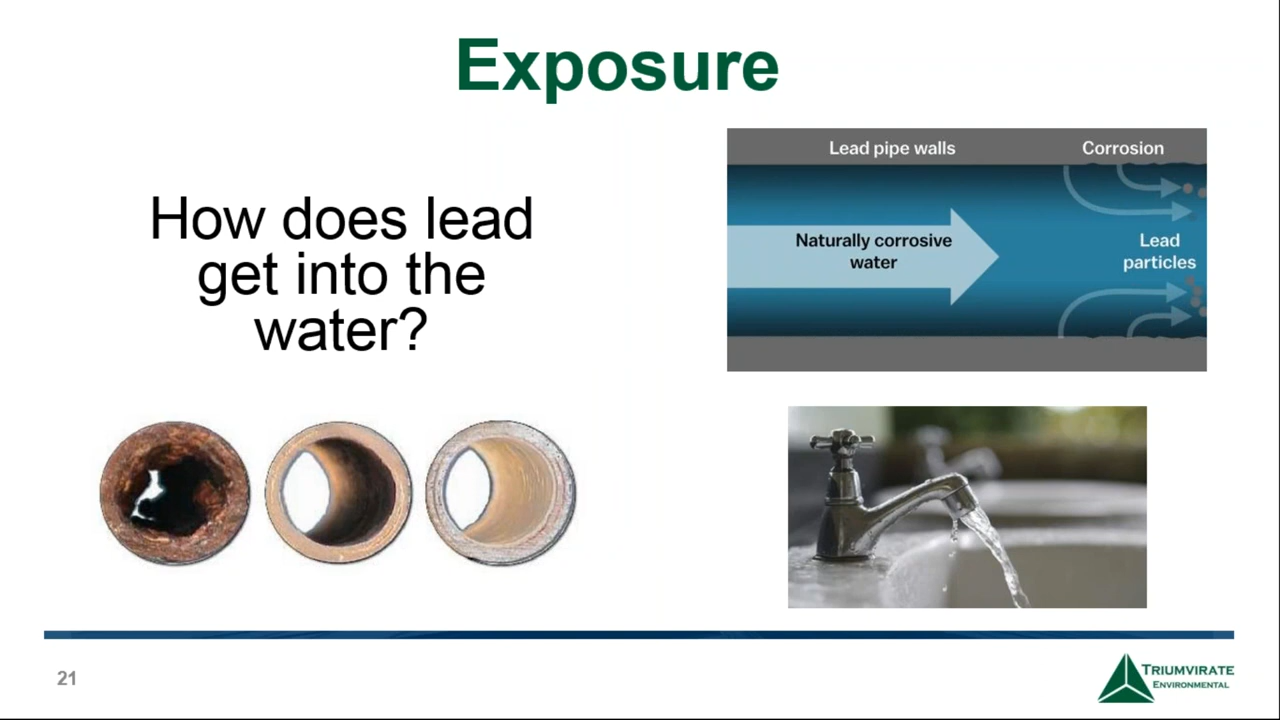 Exposure
How does lead
get into the
water?
Lead pipe walls
Corrosion
Naturally corrosive
water
Lead
particles
21
TRIUMVIRATE
ENVIRONMENTAL